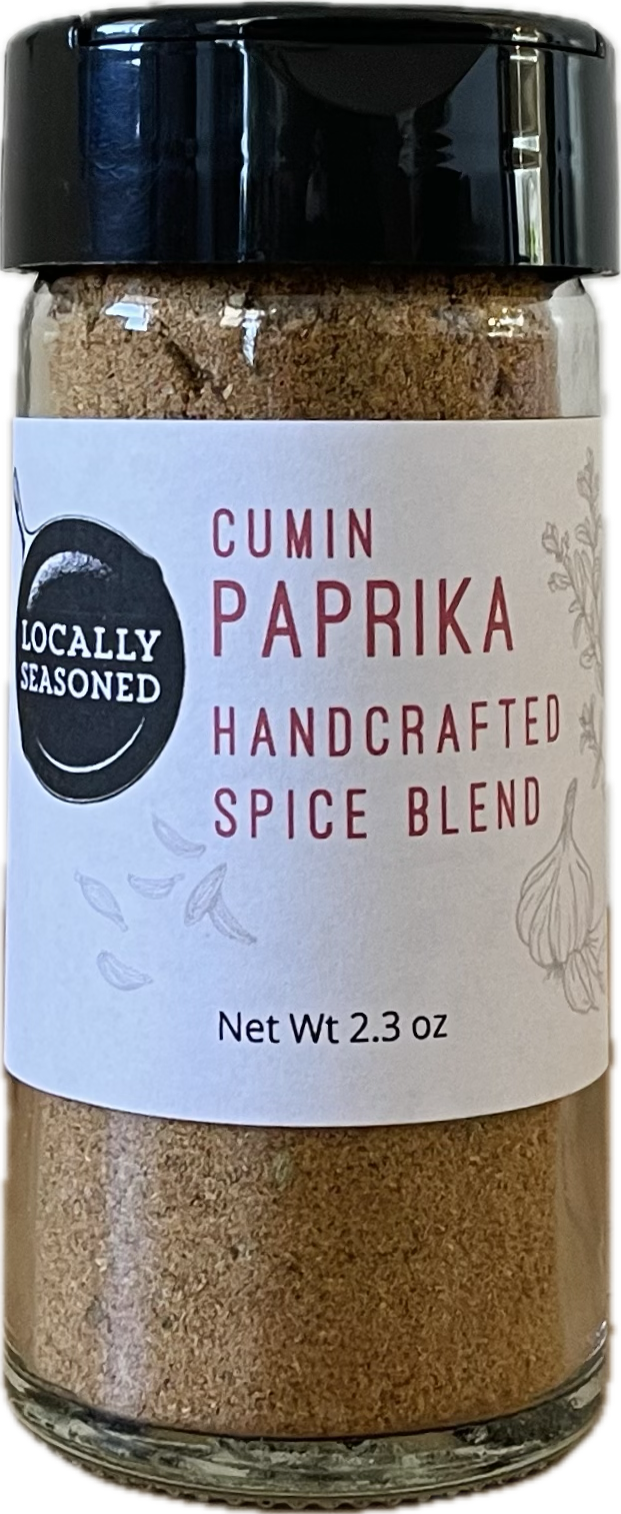 LOCALLY
SEASONED
CUMIN
PAPRIKA
HANDCRAFTED
SPICE BLEND
Net Wt 2.3 oz